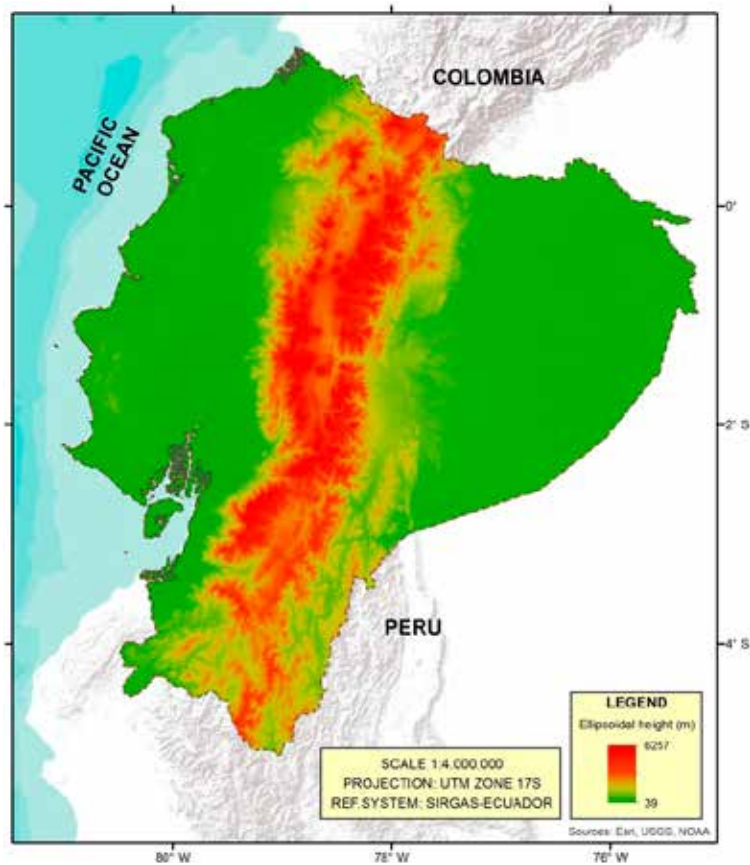 COLOMBIA
PACIFIC
OCEAN
0°
2° S
PERU
4° S
LEGEND
Ellipsoidal height (m)
6257
39
SCALE 1:4.000.000
PROJECTION: UTM ZONE 17S
REF.SYSTEM: SIRGAS-ECUADOR
Sources: Esri, USGS, NOAA
80° W
78° W
76° W